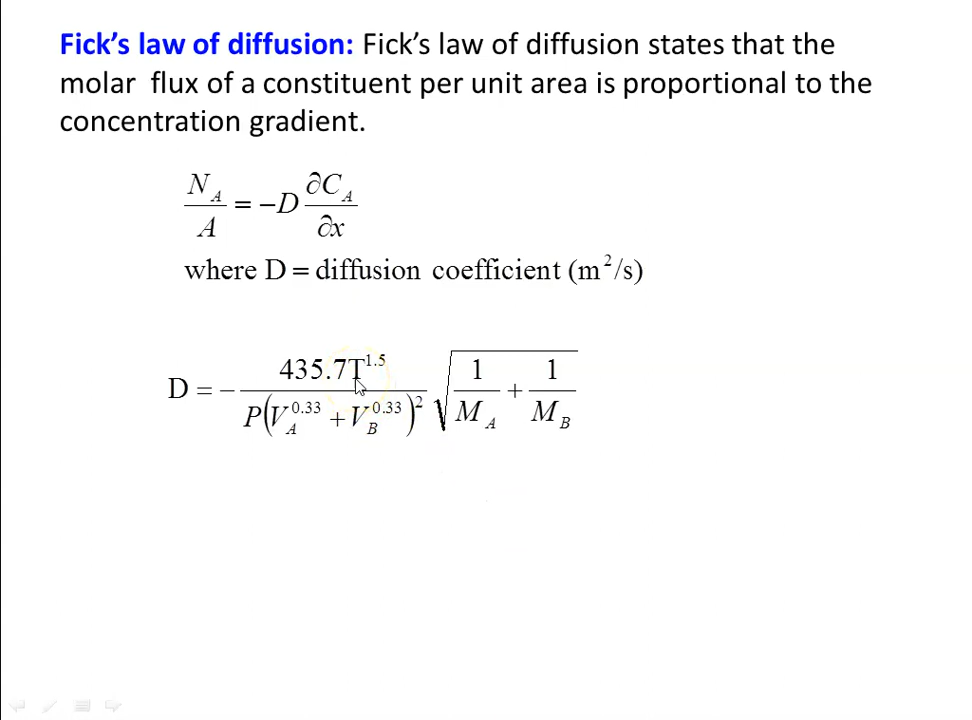 Fick's law of diffusion: Fick's law of diffusion states that the
molar flux of a constituent per unit area is proportional to the
concentration gradient.
N_A / A = −D ∂C_A / ∂x
where D = diffusion coefficient (m²/s)
D = − 435.7T^1.5 / P(V_A^0.33 + V_B^0.33)² √(1/M_A + 1/M_B)